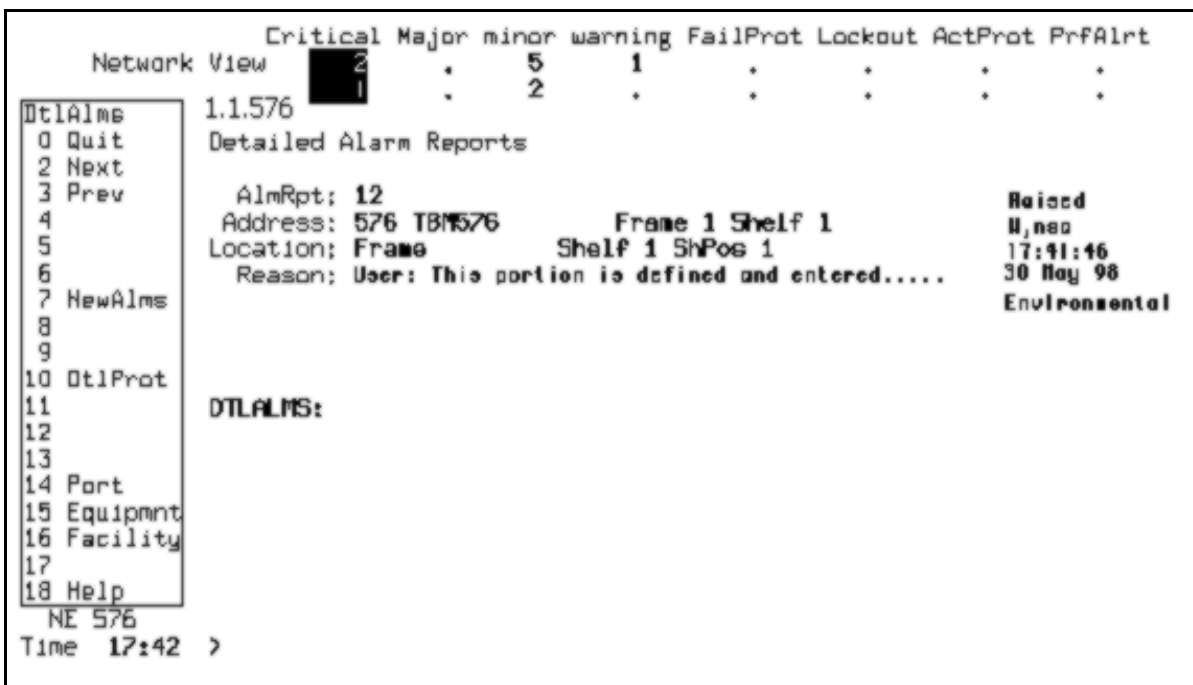 Critical Major minor warning FailProt Lockout ActProt PrfAlrt
Network View 2 . 5 1 . . . .
1 . 2 . . . . .
DtlAlms 1.1.576
0 Quit Detailed Alarm Reports
2 Next
3 Prev AlmRpt: 12 Raised
4 Address: 576 TBM576 Frame 1 Shelf 1
5 Location: Frame Shelf 1 ShPos 1 17:41:46
6 Reason: User: This portion is defined and entered..... 30 May 98
7 NewAlms Environmental
8
9
10 DtlProt
11 DTLALMS:
12
13
14 Port
15 Equipmnt
16 Facility
17
18 Help
NE 576
Time 17:42 >